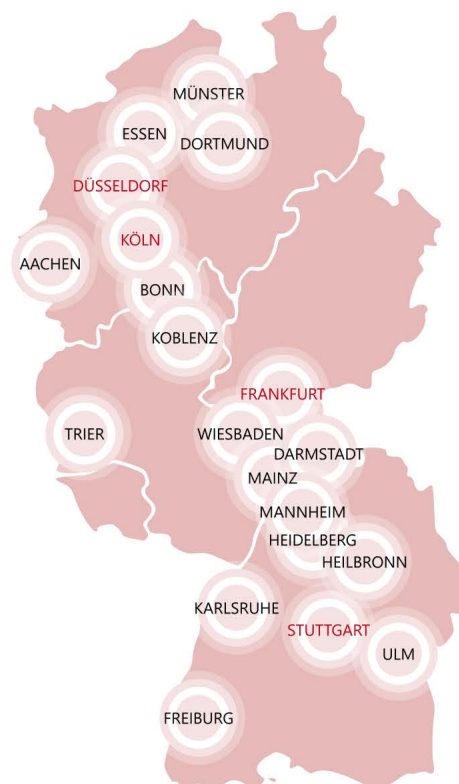 MÜNSTER
ESSEN
DORTMUND
DÜSSELDORF
KÖLN
AACHEN
BONN
KOBLENZ
FRANKFURT
TRIER
WIESBADEN
DARMSTADT
MAINZ
MANNHEIM
HEIDELBERG
HEILBRONN
KARLSRUHE
STUTTGART
ULM
FREIBURG